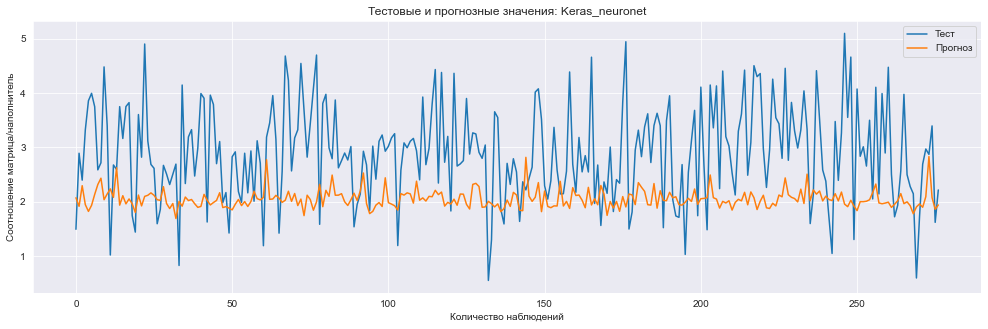 Тестовые и прогнозные значения: Keras_neuronet
Тест
Прогноз
Соотношение матрица/наполнитель
5
4
3
2
1
0
50
100
150
200
250
Количество наблюдений